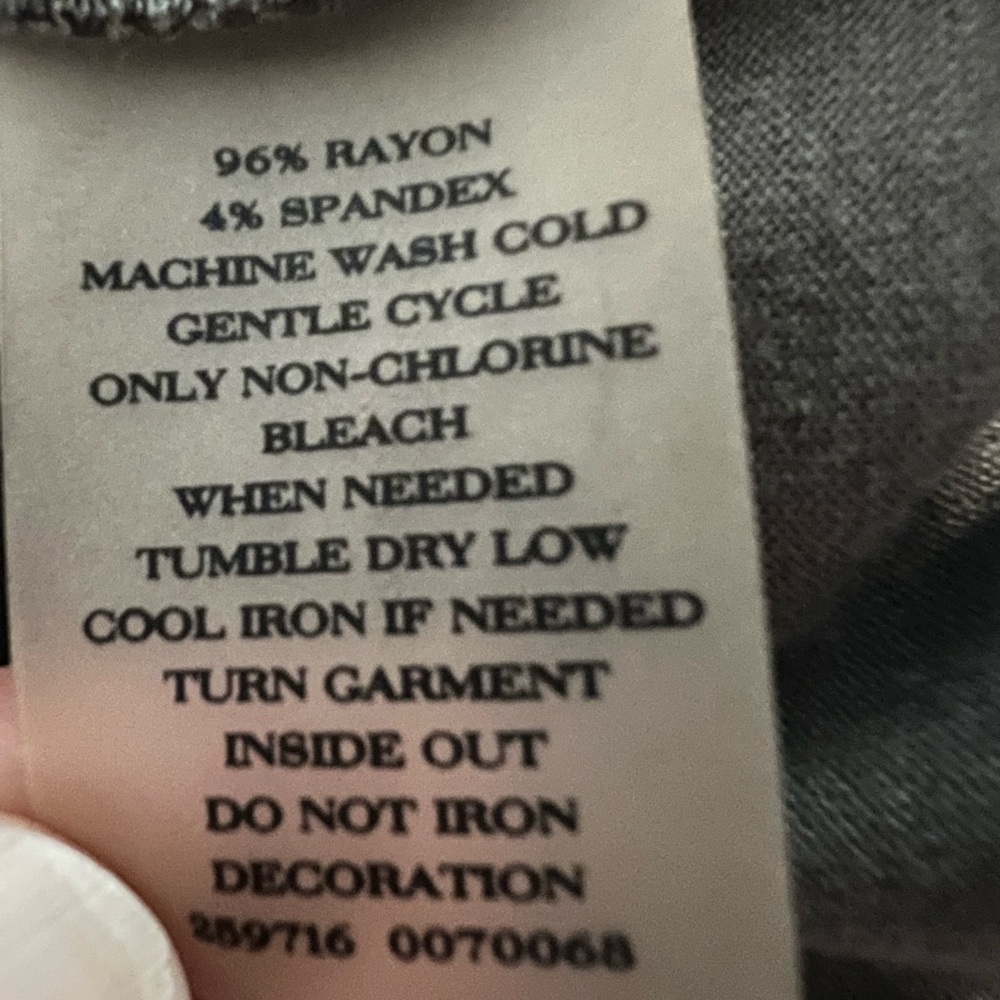 96% RAYON
4% SPANDEX
MACHINE WASH COLD
GENTLE CYCLE
ONLY NON-CHLORINE
BLEACH
WHEN NEEDED
TUMBLE DRY LOW
COOL IRON IF NEEDED
TURN GARMENT
INSIDE OUT
DO NOT IRON
DECORATION
259716 0070068